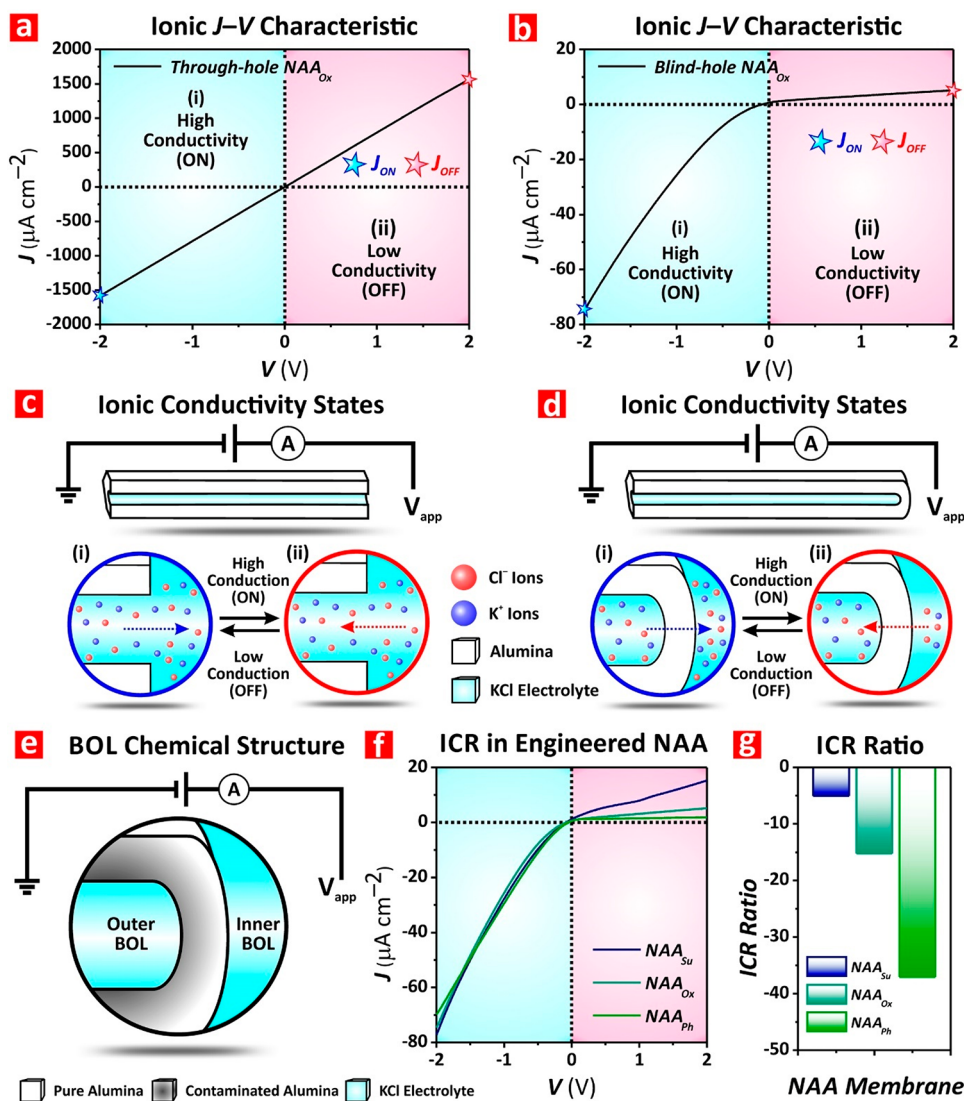 a
Ionic J–V Characteristic
2000
1500
1000
500
0
-500
-1000
-1500
-2000
J (μA cm−2)
Through-hole NAAOx
(i)
High
Conductivity
(ON)
JON
JOFF
(ii)
Low
Conductivity
(OFF)
-2
-1
0
1
2
V (V)
b
Ionic J–V Characteristic
20
0
-20
-40
-60
-80
J (μA cm−2)
Blind-hole NAAOx
JON
JOFF
(i)
High
Conductivity
(ON)
(ii)
Low
Conductivity
(OFF)
-2
-1
0
1
2
V (V)
c
Ionic Conductivity States
A
Vapp
(i)
High
Conduction
(ON)
Low
Conduction
(OFF)
(ii)
Cl− Ions
K+ Ions
Alumina
KCl Electrolyte
d
Ionic Conductivity States
A
Vapp
(i)
High
Conduction
(ON)
Low
Conduction
(OFF)
(ii)
e
BOL Chemical Structure
A
Vapp
Outer
BOL
Inner
BOL
Pure Alumina
Contaminated Alumina
KCl Electrolyte
f
ICR in Engineered NAA
20
0
-20
-40
-60
-80
J (μA cm−2)
NAASu
NAAOx
NAAPh
-2
-1
0
1
2
V (V)
g
ICR Ratio
0
-10
-20
-30
-40
-50
ICR Ratio
NAASu
NAAOx
NAAPh
NAA Membrane